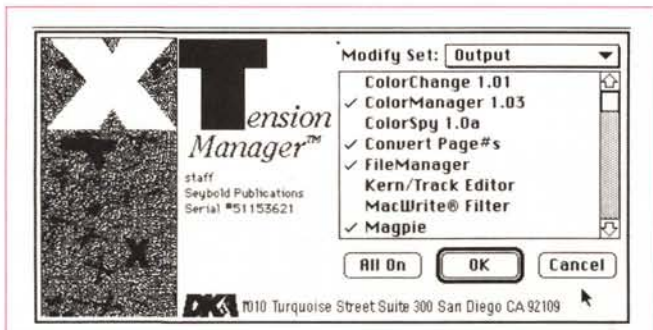 XTension
Manager™
staff
Seybold Publications
Serial #51153621
Modify Set: Output
ColorChange 1.01
✓ ColorManager 1.03
ColorSpy 1.0a
✓ Convert Page#s
✓ FileManager
Kern/Track Editor
MacWrite® Filter
✓ Magpie
All On
OK
Cancel
DKA 1010 Turquoise Street Suite 300 San Diego CA 92109